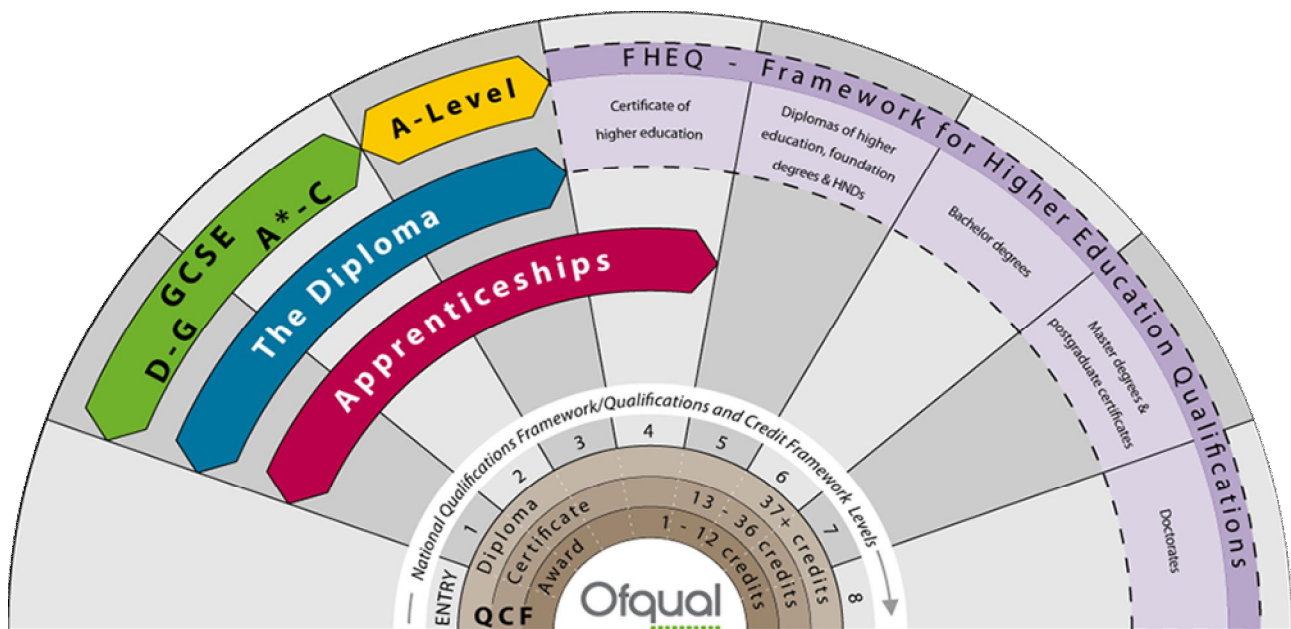 FHEQ - Framework for Higher Education Qualifications
A-Level
GCSE
D-G A*-C
The Diploma
Apprenticeships
Certificate of
higher education
Diplomas of higher
education, foundation
degrees & HNDs
Bachelor degrees
Master degrees &
postgraduate certificates
Doctorates
National Qualifications Framework/Qualifications and Credit Framework Levels
ENTRY
1
2
3
4
5
6
7
8
Diploma 37+ credits
Certificate 13 - 36 credits
Award 1 - 12 credits
QCF
Ofqual